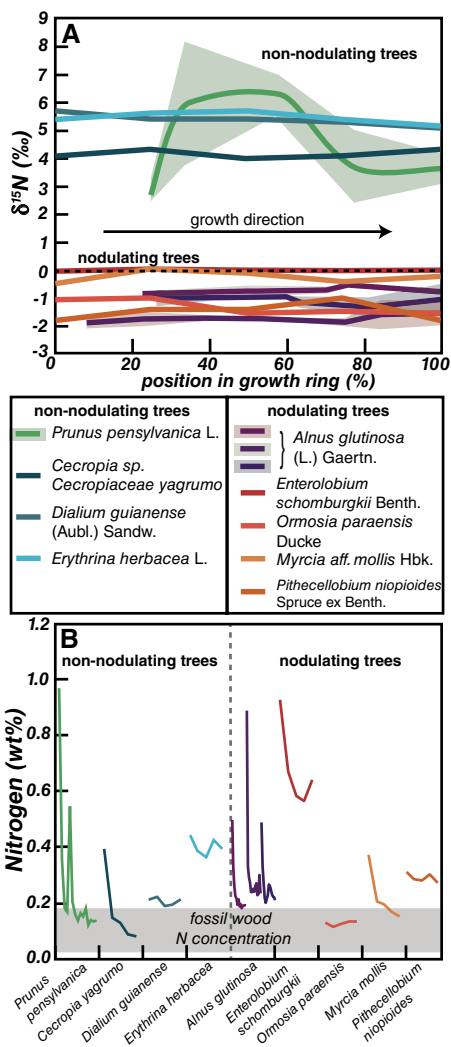 9
8
7
6
5
4
3
2
1
0
-1
-2
-3
δ¹⁵N (‰)
A
non-nodulating trees
growth direction
nodulating trees
0
20
40
60
80
100
position in growth ring (%)
non-nodulating trees
Prunus pensylvanica L.
Cecropia sp.
Cecropiaceae yagrumo
Dialium guianense
(Aubl.) Sandw.
Erythrina herbacea L.
nodulating trees
} Alnus glutinosa
(L.) Gaertn.
Enterolobium
schomburgkii Benth.
Ormosia paraensis
Ducke
Myrcia aff. mollis Hbk.
Pithecellobium niopioides
Spruce ex Benth.
B
1.2
1.0
0.8
0.6
0.4
0.2
0.0
Nitrogen (wt%)
non-nodulating trees
nodulating trees
fossil wood
N concentration
Prunus
pensylvanica
Cecropia yagrumo
Dialium guianense
Erythrina herbacea
Alnus glutinosa
Enterolobium
schomburgkii
Ormosia paraensis
Myrcia mollis
Pithecellobium
niopioides